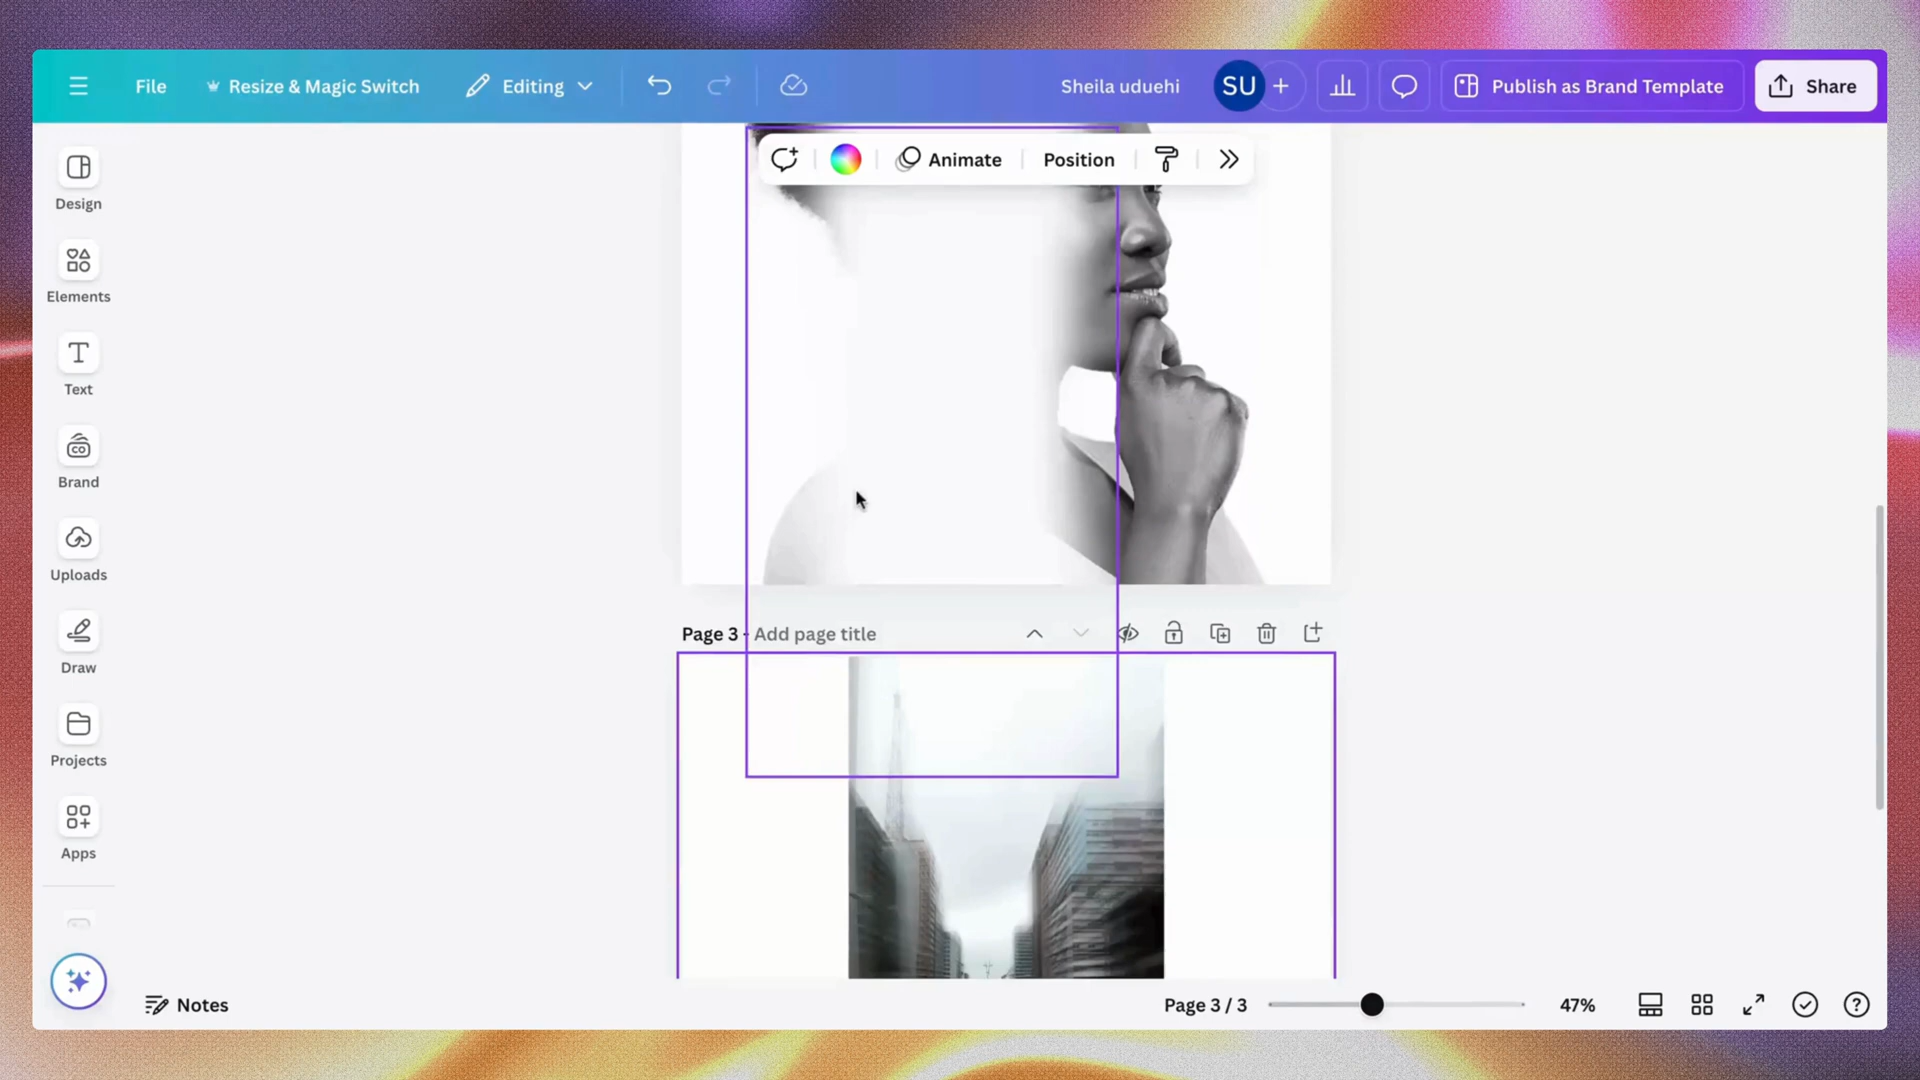 File
Resize & Magic Switch
Editing
Sheila uduehi
SU
Publish as Brand Template
Share
Animate
Position
Design
Elements
Text
CO
Brand
Uploads
Draw
Projects
Apps
Page 3 - Add page title
Notes
Page 3 / 3
47%